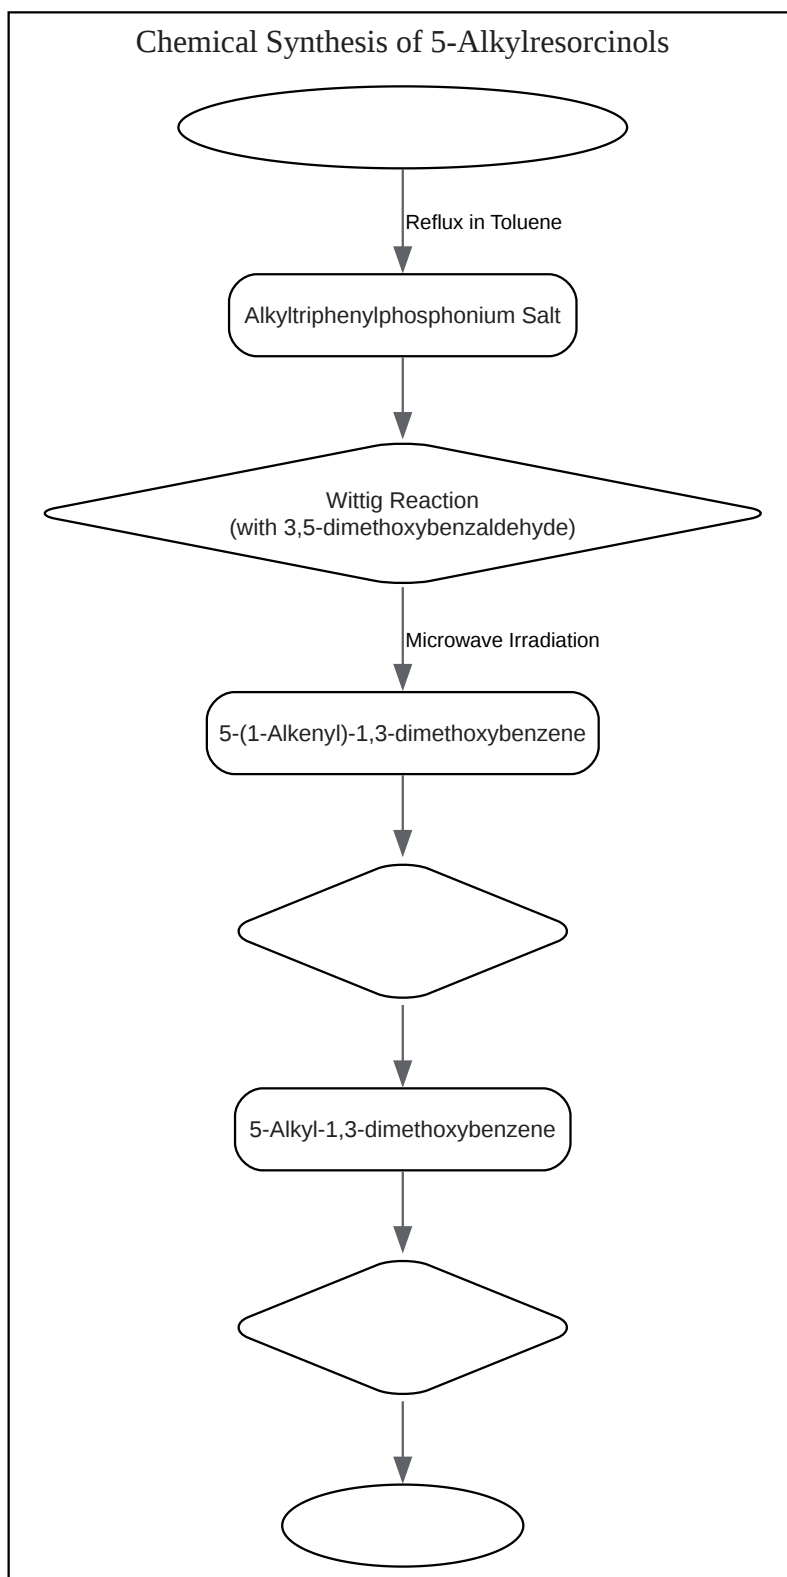 Chemical Synthesis of 5-Alkylresorcinols
Reflux in Toluene
Alkyltriphenylphosphonium Salt
Wittig Reaction
(with 3,5-dimethoxybenzaldehyde)
Microwave Irradiation
5-(1-Alkenyl)-1,3-dimethoxybenzene
5-Alkyl-1,3-dimethoxybenzene